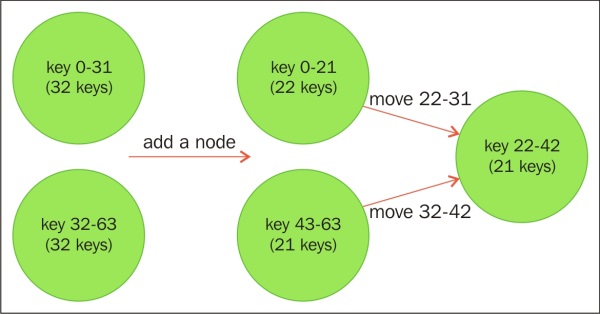 key 0-31
(32 keys)
key 32-63
(32 keys)
add a node
key 0-21
(22 keys)
key 43-63
(21 keys)
move 22-31
move 32-42
key 22-42
(21 keys)